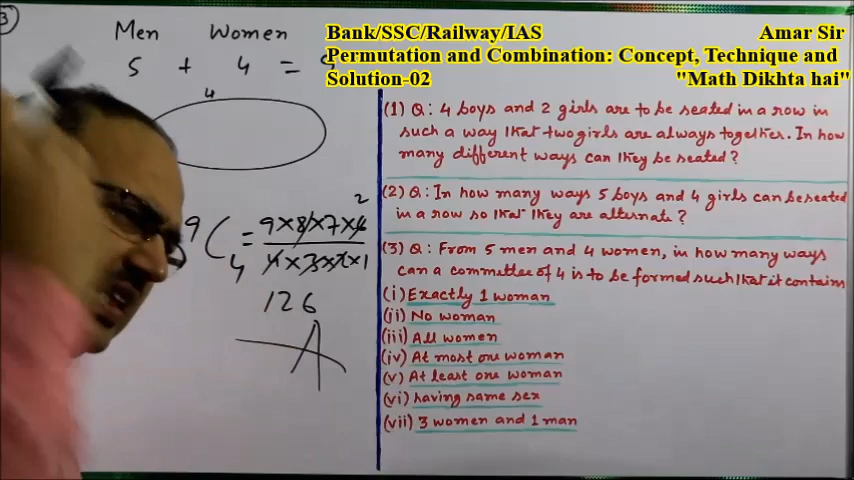 3
Men Women
5 + 4 = 9
4
9C4 = 9×8×7×6 2
4×3×2×1
126
Bank/SSC/Railway/IAS Amar Sir
Permutation and Combination: Concept, Technique and
Solution-02 "Math Dikhta hai"
(1) Q: 4 boys and 2 girls are to be seated in a row in
such a way that two girls are always together. In how
many different ways can they be seated?
(2) Q: In how many ways 5 boys and 4 girls can be seated
in a row so that they are alternate?
(3) Q: From 5 men and 4 women, in how many ways
can a committee of 4 is to be formed such that it contains
(i) Exactly 1 woman
(ii) No woman
(iii) All women
(iv) At most one woman
(v) At least one woman
(vi) having same sex
(vii) 3 women and 1 man